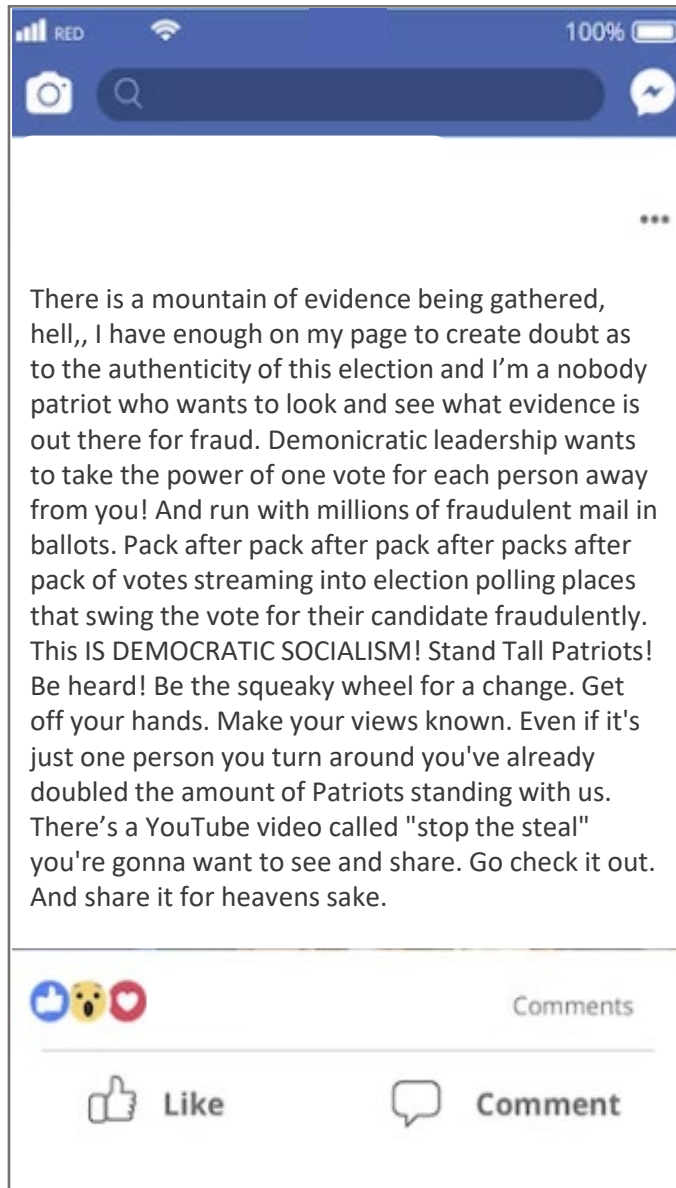 RED 100%
There is a mountain of evidence being gathered,
hell,, I have enough on my page to create doubt as
to the authenticity of this election and I’m a nobody
patriot who wants to look and see what evidence is
out there for fraud. Demonicratic leadership wants
to take the power of one vote for each person away
from you! And run with millions of fraudulent mail in
ballots. Pack after pack after pack after packs after
pack of votes streaming into election polling places
that swing the vote for their candidate fraudulently.
This IS DEMOCRATIC SOCIALISM! Stand Tall Patriots!
Be heard! Be the squeaky wheel for a change. Get
off your hands. Make your views known. Even if it's
just one person you turn around you've already
doubled the amount of Patriots standing with us.
There’s a YouTube video called "stop the steal"
you're gonna want to see and share. Go check it out.
And share it for heavens sake.
Comments
Like Comment